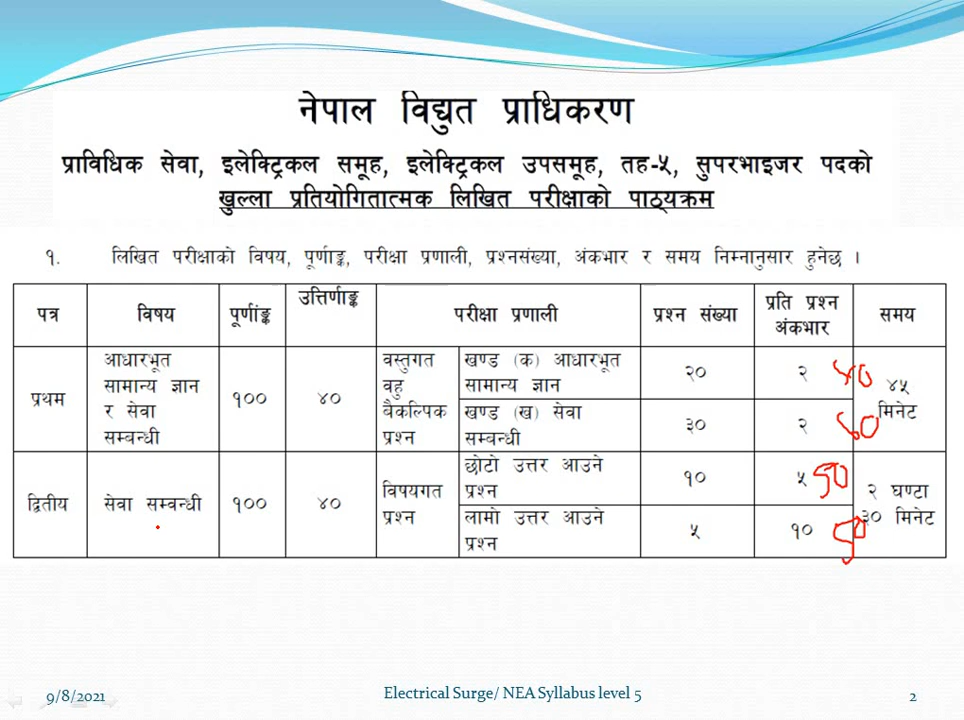 नेपाल विद्युत प्राधिकरण
प्राविधिक सेवा, इलेक्ट्रिकल समूह, इलेक्ट्रिकल उपसमूह, तह-५, सुपरभाइजर पदको
खुल्ला प्रतियोगितात्मक लिखित परीक्षाको पाठ्यक्रम
१. लिखित परीक्षाको विषय, पूर्णाङ्क, परीक्षा प्रणाली, प्रश्नसंख्या, अंकभार र समय निम्नानुसार हुनेछ ।
पत्र विषय पूर्णाङ्क उत्तिर्णाङ्क परीक्षा प्रणाली प्रश्न संख्या प्रति प्रश्न
अंकभार समय
प्रथम
आधारभूत
सामान्य ज्ञान
र सेवा
सम्बन्धी
१००
४०
वस्तुगत
वहु
बैकल्पिक
प्रश्न
खण्ड (क) आधारभूत
सामान्य ज्ञान
२०
२
40
खण्ड (ख) सेवा
सम्बन्धी
३०
२
60
४५
मिनेट
द्वितीय
सेवा सम्वन्धी
१००
४०
विषयगत
प्रश्न
छोटो उत्तर आउने
प्रश्न
१०
५
50
लामो उत्तर आउने
प्रश्न
५
१०
50
२ घण्टा
३० मिनेट
9/8/2021
Electrical Surge/ NEA Syllabus level 5
2